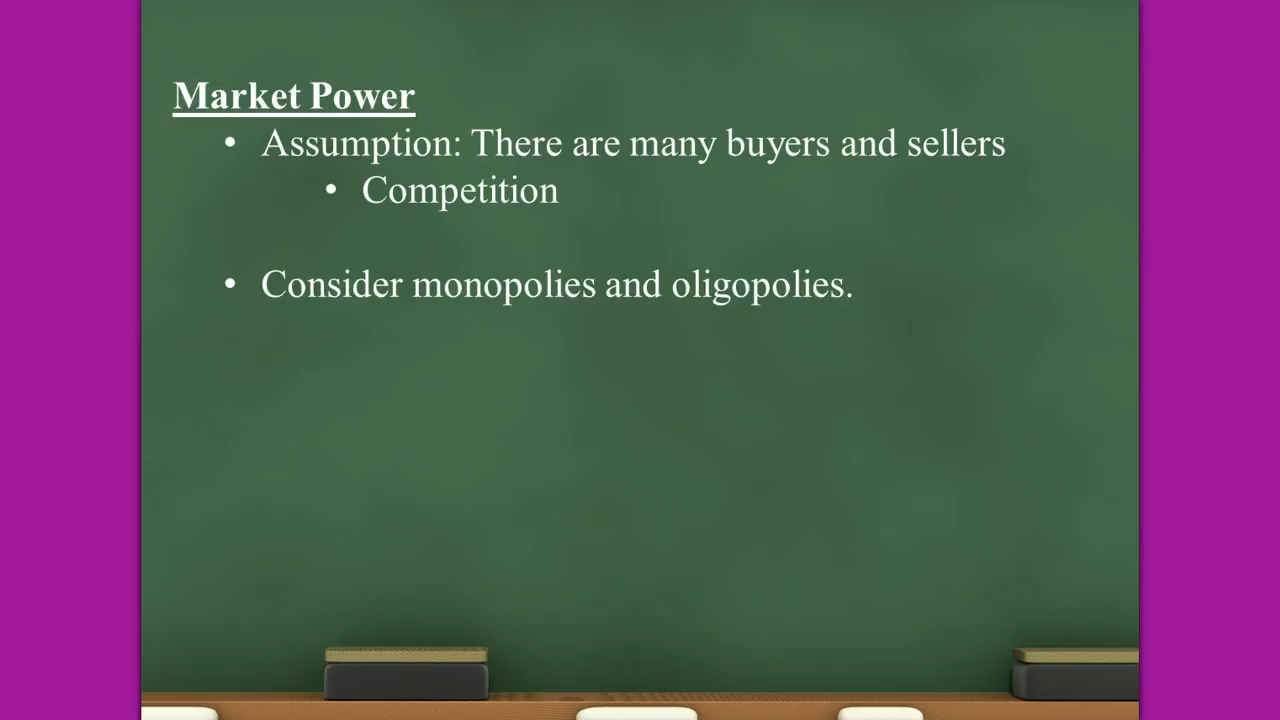 Market Power
• Assumption: There are many buyers and sellers
• Competition
• Consider monopolies and oligopolies.